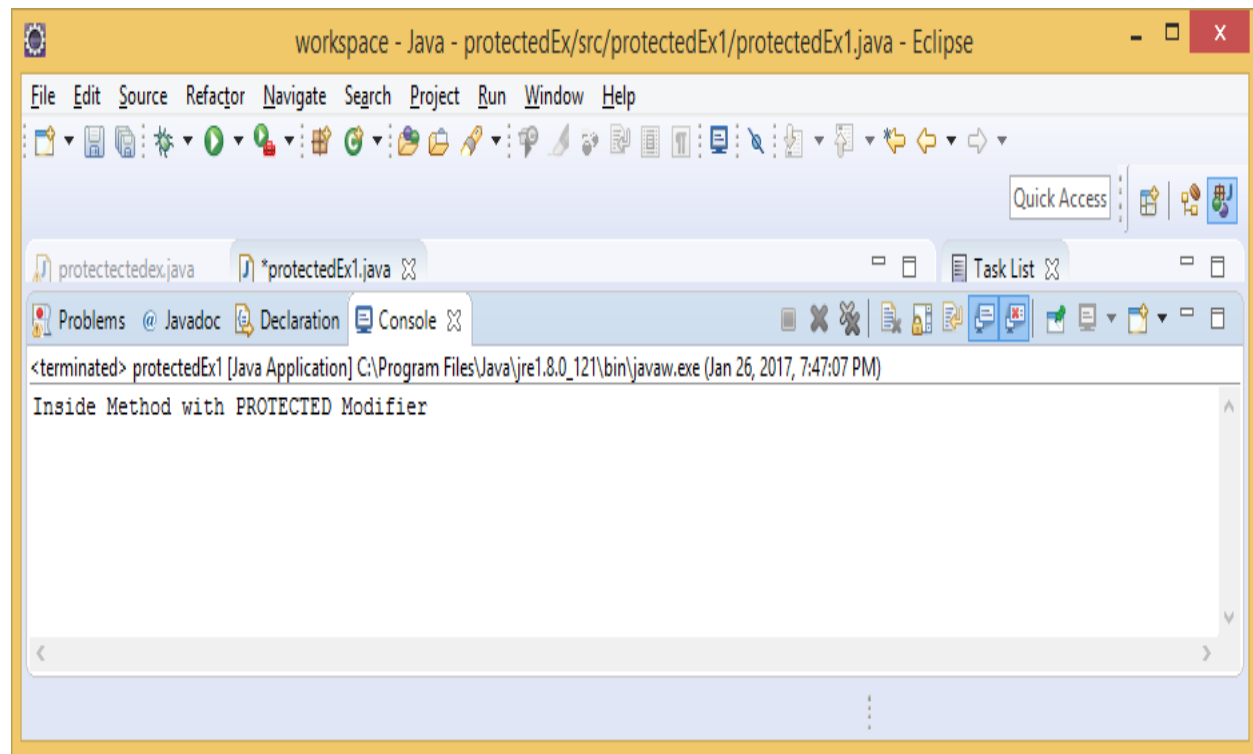 workspace - Java - protectedEx/src/protectedEx1/protectedEx1.java - Eclipse
File Edit Source Refactor Navigate Search Project Run Window Help
Quick Access
protectectedex.java *protectedEx1.java Task List
Problems @ Javadoc Declaration Console
<terminated> protectedEx1 [Java Application] C:\Program Files\Java\jre1.8.0_121\bin\javaw.exe (Jan 26, 2017, 7:47:07 PM)
Inside Method with PROTECTED Modifier